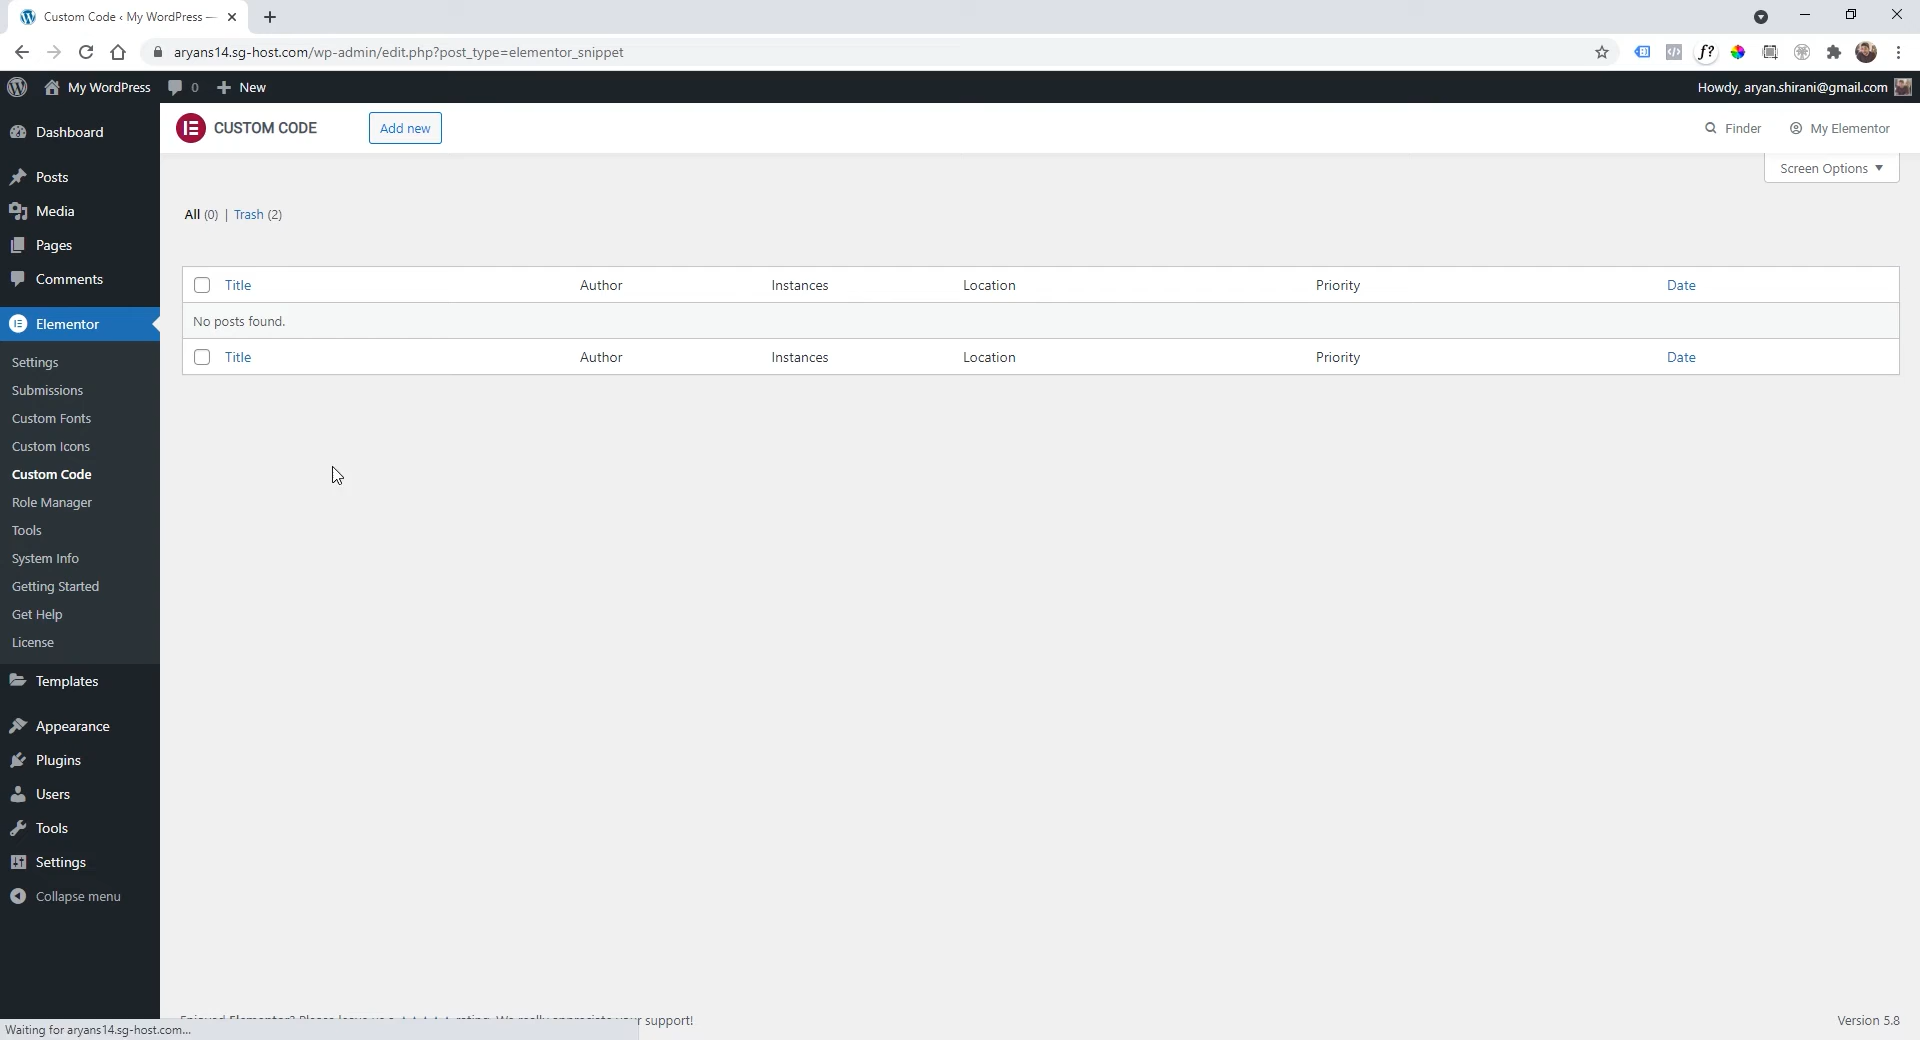 Custom Code ‹ My WordPress —
aryans14.sg-host.com/wp-admin/edit.php?post_type=elementor_snippet
f?
My WordPress
0
New
Howdy, aryan.shirani@gmail.com
CUSTOM CODE
Add new
Finder
My Elementor
Screen Options
All (0) | Trash (2)
Title Author Instances Location Priority Date
No posts found.
Title Author Instances Location Priority Date
Dashboard
Posts
Media
Pages
Comments
Elementor
Settings
Submissions
Custom Fonts
Custom Icons
Custom Code
Role Manager
Tools
System Info
Getting Started
Get Help
License
Templates
Appearance
Plugins
Users
Tools
Settings
Collapse menu
support!
Version 5.8
Waiting for aryans14.sg-host.com...